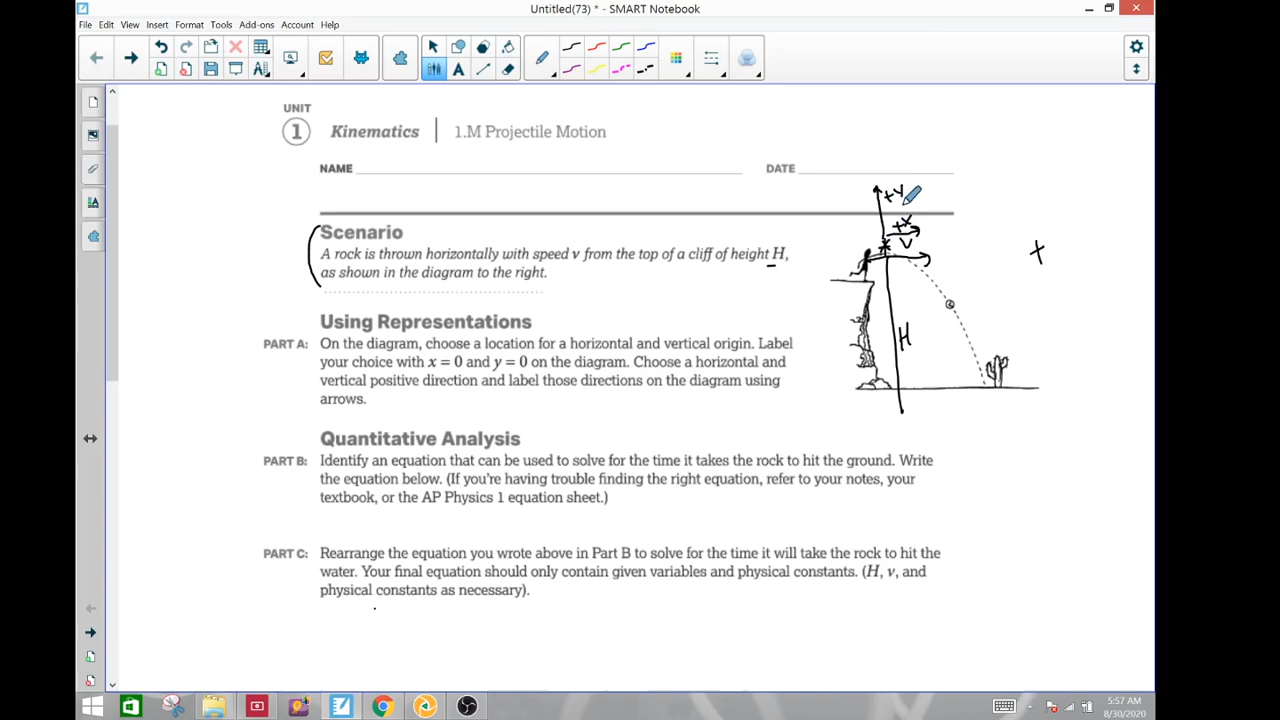 Untitled(73) * - SMART Notebook
File Edit View Insert Format Tools Add-ons Account Help
UNIT
1 Kinematics 1.M Projectile Motion
NAME DATE
+y
+x
V
+
Scenario
A rock is thrown horizontally with speed v from the top of a cliff of height H,
as shown in the diagram to the right.
H
Using Representations
PART A: On the diagram, choose a location for a horizontal and vertical origin. Label
your choice with x = 0 and y = 0 on the diagram. Choose a horizontal and
vertical positive direction and label those directions on the diagram using
arrows.
Quantitative Analysis
PART B: Identify an equation that can be used to solve for the time it takes the rock to hit the ground. Write
the equation below. (If you're having trouble finding the right equation, refer to your notes, your
textbook, or the AP Physics 1 equation sheet.)
PART C: Rearrange the equation you wrote above in Part B to solve for the time it will take the rock to hit the
water. Your final equation should only contain given variables and physical constants. (H, v, and
physical constants as necessary).
5:57 AM
8/30/2020